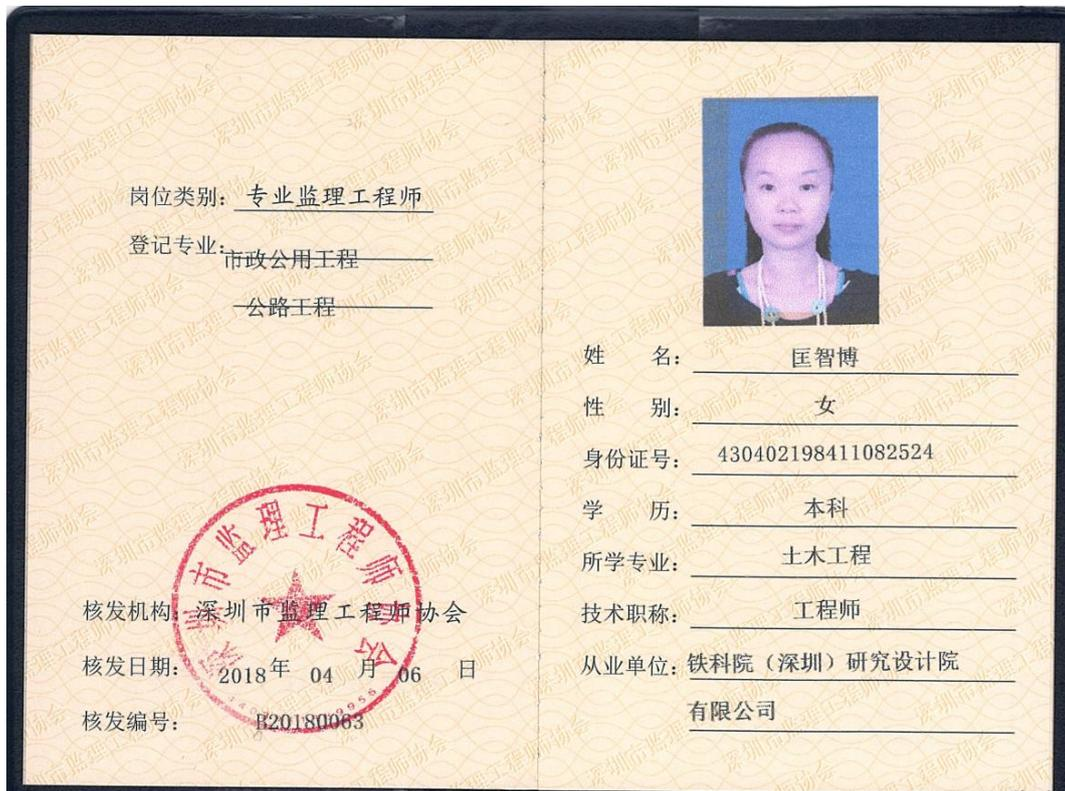 岗位类别：专业监理工程师
登记专业：市政公用工程
公路工程
深圳市监理工程师协会
核发机构：深圳市监理工程师协会
核发日期：2018年 04 月 06 日
核发编号：B20180063
姓 名：匡智博
性 别：女
身份证号：430402198411082524
学 历：本科
所学专业：土木工程
技术职称：工程师
从业单位：铁科院（深圳）研究设计院
有限公司